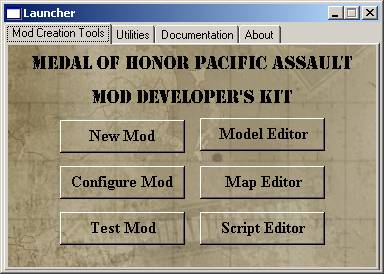 Launcher
Mod Creation Tools Utilities Documentation About
MEDAL OF HONOR PACIFIC ASSAULT
MOD DEVELOPER'S KIT
New Mod Model Editor
Configure Mod Map Editor
Test Mod Script Editor